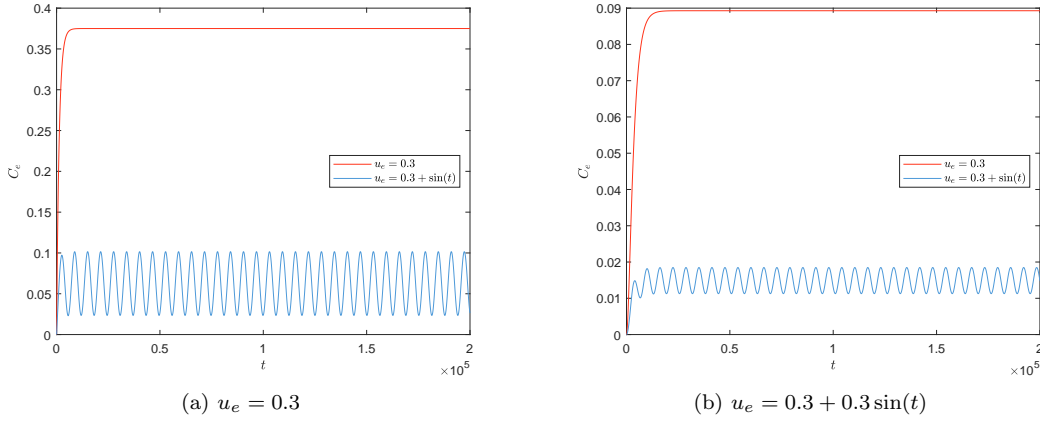 0.4
0.35
0.3
0.25
0.2
0.15
0.1
0.05
0
C_e
u_e = 0.3
u_e = 0.3 + sin(t)
0 0.5 1 1.5 2
×10^5
t
(a) u_e = 0.3
0.09
0.08
0.07
0.06
0.05
0.04
0.03
0.02
0.01
0
C_e
u_e = 0.3
u_e = 0.3 + sin(t)
0 0.5 1 1.5 2
×10^5
t
(b) u_e = 0.3 + 0.3 sin(t)